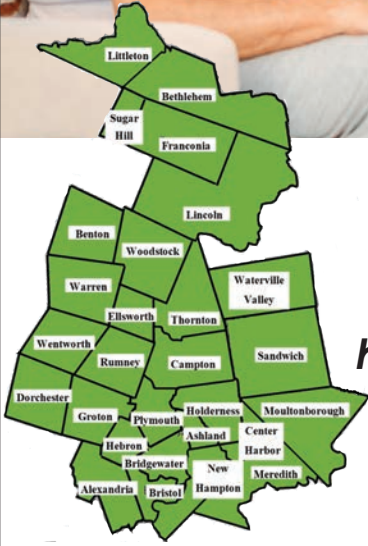 Littleton
Bethlehem
Sugar
Hill
Franconia
Lincoln
Benton
Woodstock
Warren
Waterville
Valley
Ellsworth
Thornton
Wentworth
Rumney
Campton
Sandwich
Dorchester
Groton
Plymouth
Holderness
Moultonborough
Hebron
Ashland
Center
Harbor
Bridgewater
New
Hampton
Meredith
Alexandria
Bristol